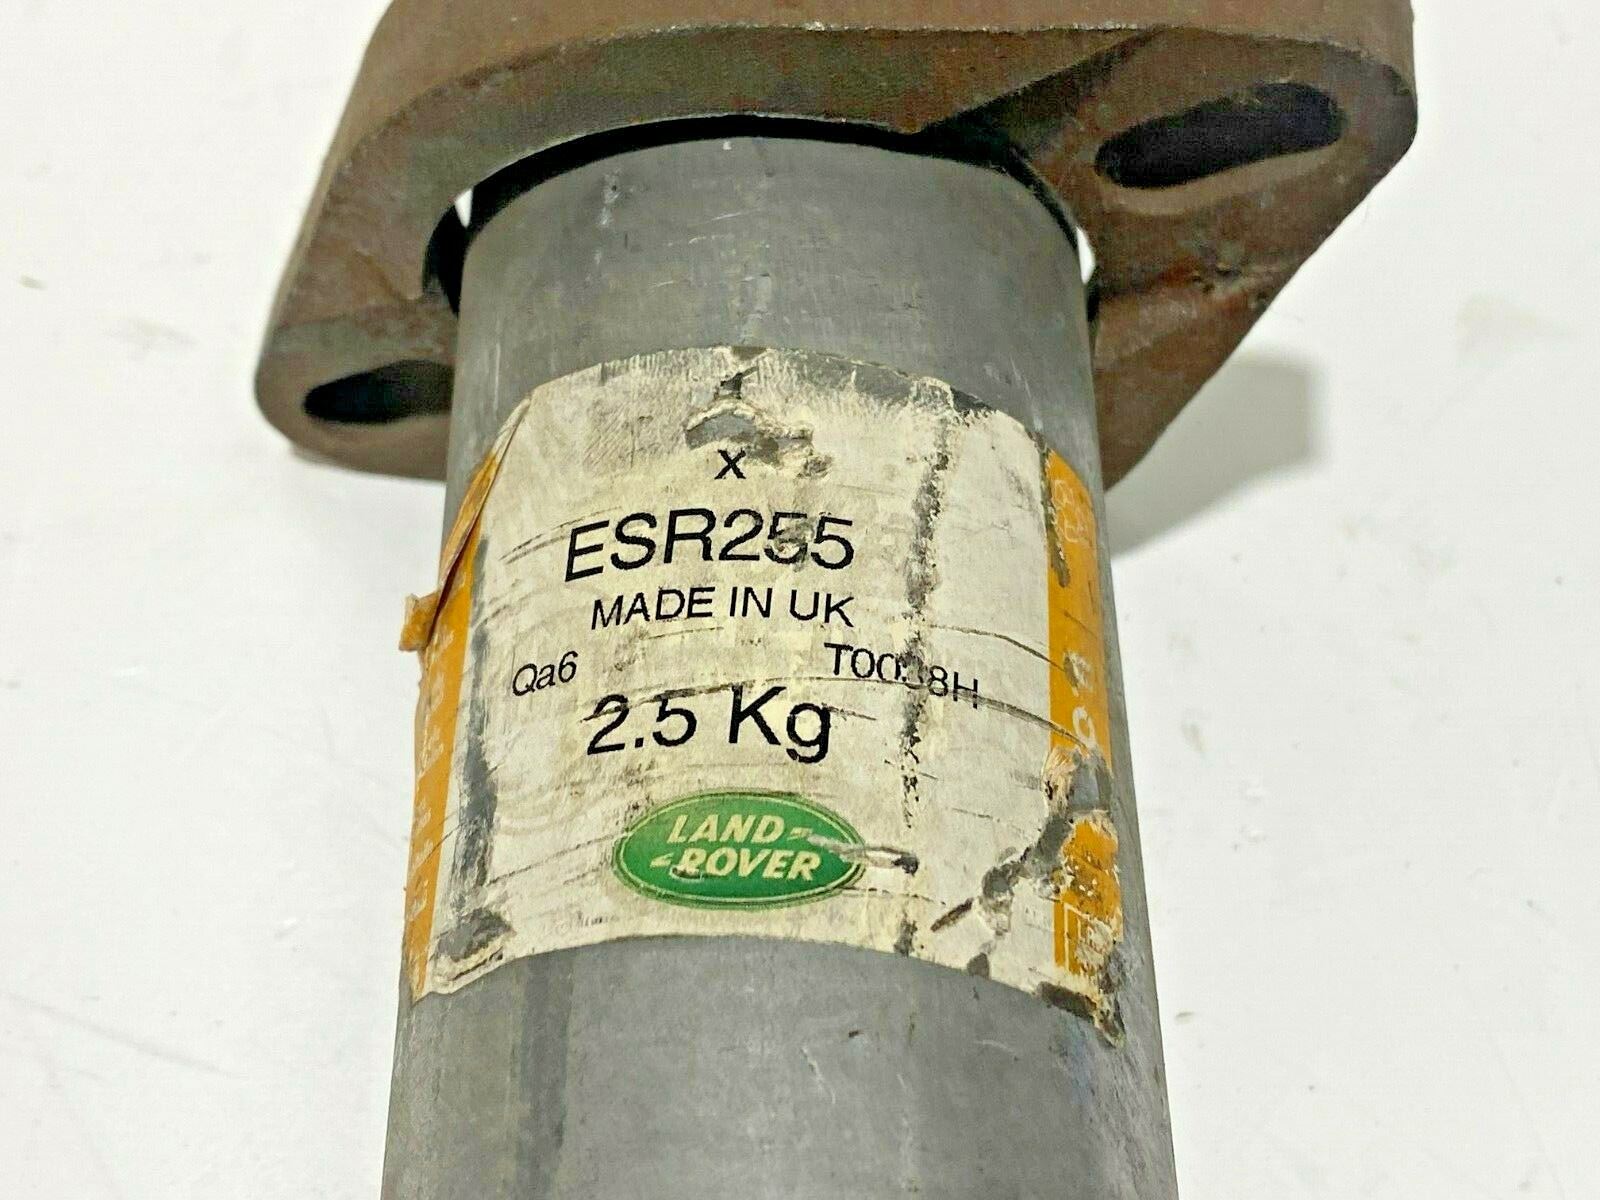 x
ESR255
MADE IN UK
Qa6
2.5 Kg
LAND-
-ROVER